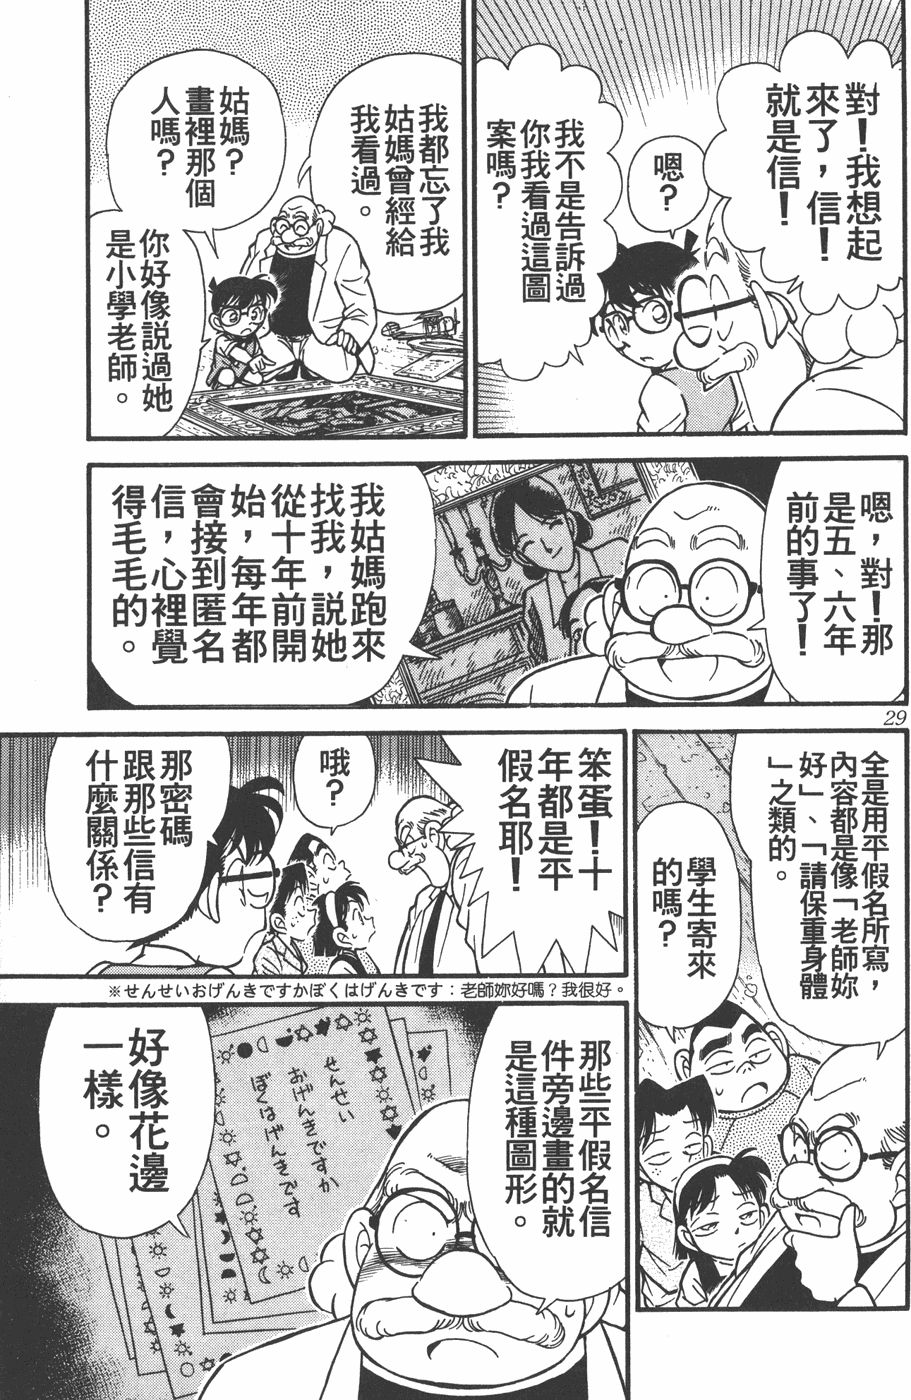 對！我想起
來了，信！
就是信！
嗯？
我不是告訴過
你我看過這圖
案嗎？
我都忘了我
姑媽曾經給
我看過。
姑媽？
畫裡那個
人嗎？
你好像說過她
是小學老師。
嗯，對！那
是五、六年
前的事了！
我姑媽跑來
找我，說她
從十年前開
始，每年都
會接到匿名
信，心裡覺
得毛毛的。
29
全是用平假名所寫，
內容都是像「老師妳
好」、「請保重身體
」之類的。
學生寄來
的嗎？
笨蛋！十
年都是平
假名耶！
哦？
那密碼
跟那些信有
什麼關係？
※せんせいおげんきですかぼくはげんきです：老師妳好嗎？我很好。
那些平假名信
件旁邊畫的就
是這種圖形。
せんせい
おげんきですか
ぼくはげんきです
好像花邊
一樣。